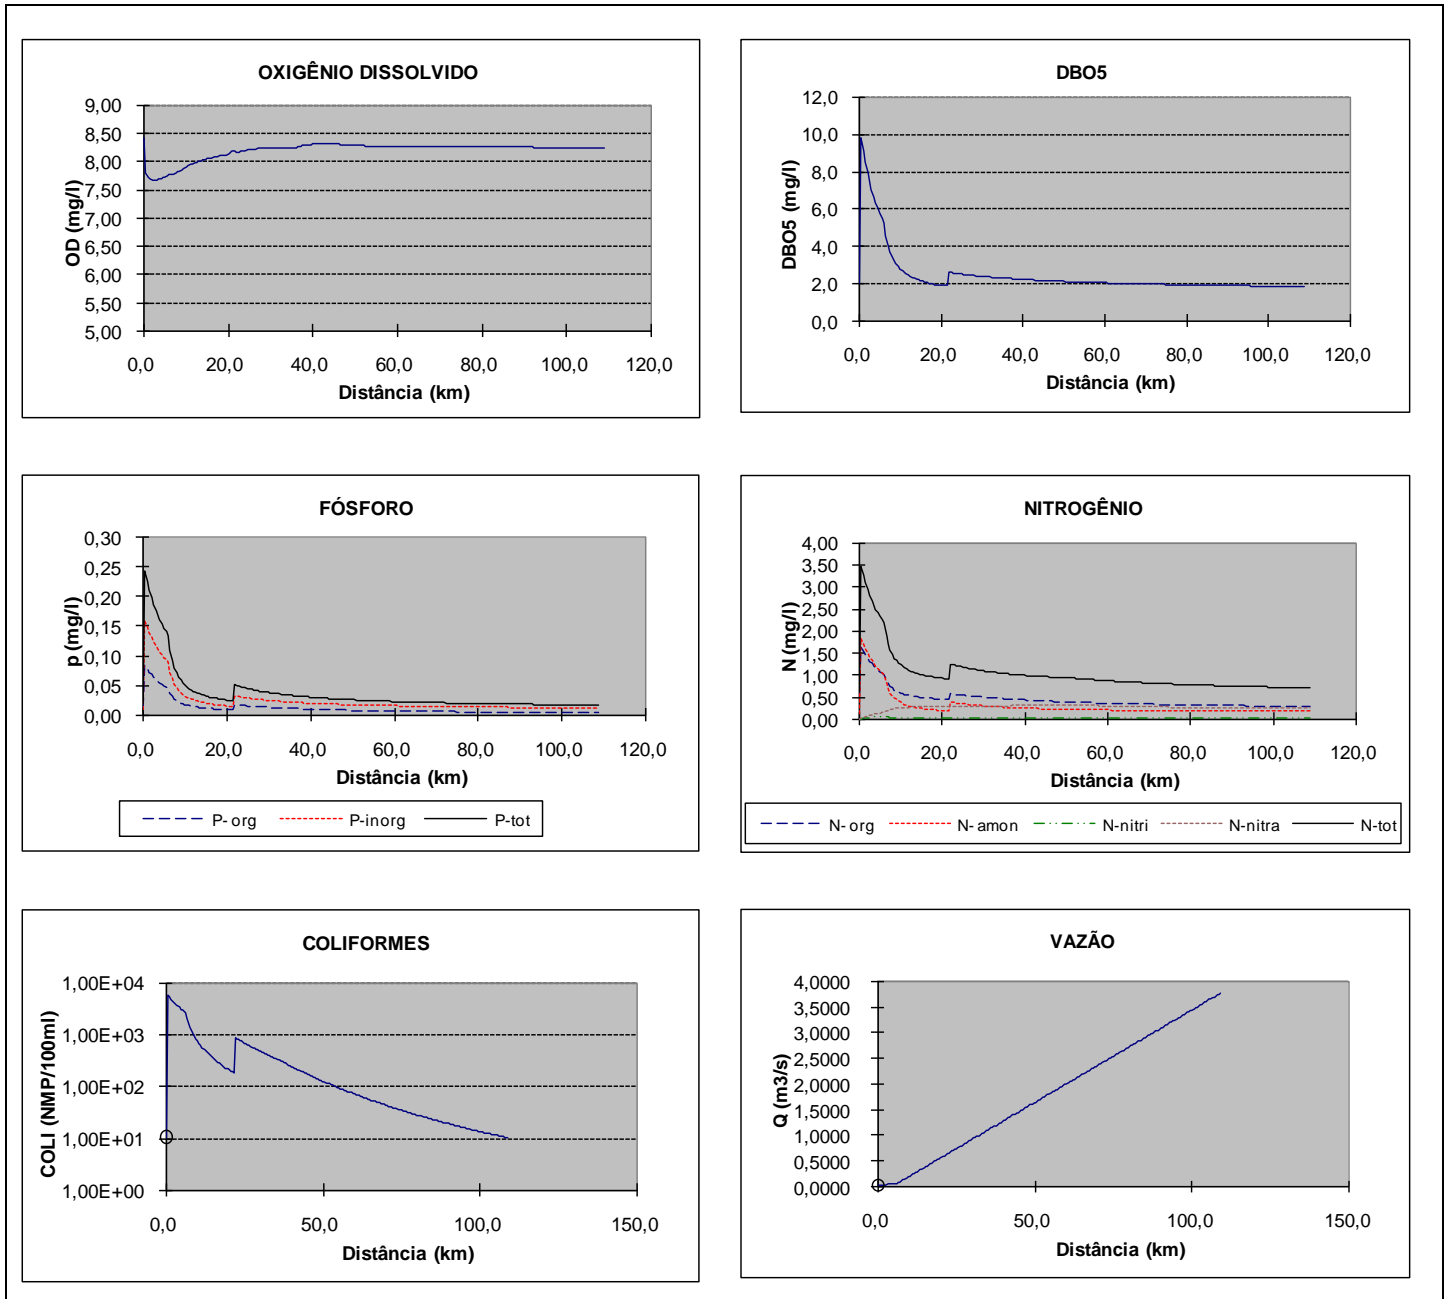 OXIGÊNIO DISSOLVIDO
9,00
8,50
8,00
7,50
7,00
6,50
6,00
5,50
5,00
OD (mg/l)
0,0 20,0 40,0 60,0 80,0 100,0 120,0
Distância (km)
DBO5
12,0
10,0
8,0
6,0
4,0
2,0
0,0
DBO5 (mg/l)
0,0 20,0 40,0 60,0 80,0 100,0 120,0
Distância (km)
FÓSFORO
0,30
0,25
0,20
0,15
0,10
0,05
0,00
p (mg/l)
0,0 20,0 40,0 60,0 80,0 100,0 120,0
Distância (km)
P-org P-inorg P-tot
NITROGÊNIO
4,00
3,50
3,00
2,50
2,00
1,50
1,00
0,50
0,00
N (mg/l)
0,0 20,0 40,0 60,0 80,0 100,0 120,0
Distância (km)
N-org N-amon N-nitri N-nitra N-tot
COLIFORMES
1,00E+04
1,00E+03
1,00E+02
1,00E+01
1,00E+00
COLI (NMP/100ml)
0,0 50,0 100,0 150,0
Distância (km)
VAZÃO
4,0000
3,5000
3,0000
2,5000
2,0000
1,5000
1,0000
0,5000
0,0000
Q (m3/s)
0,0 50,0 100,0 150,0
Distância (km)